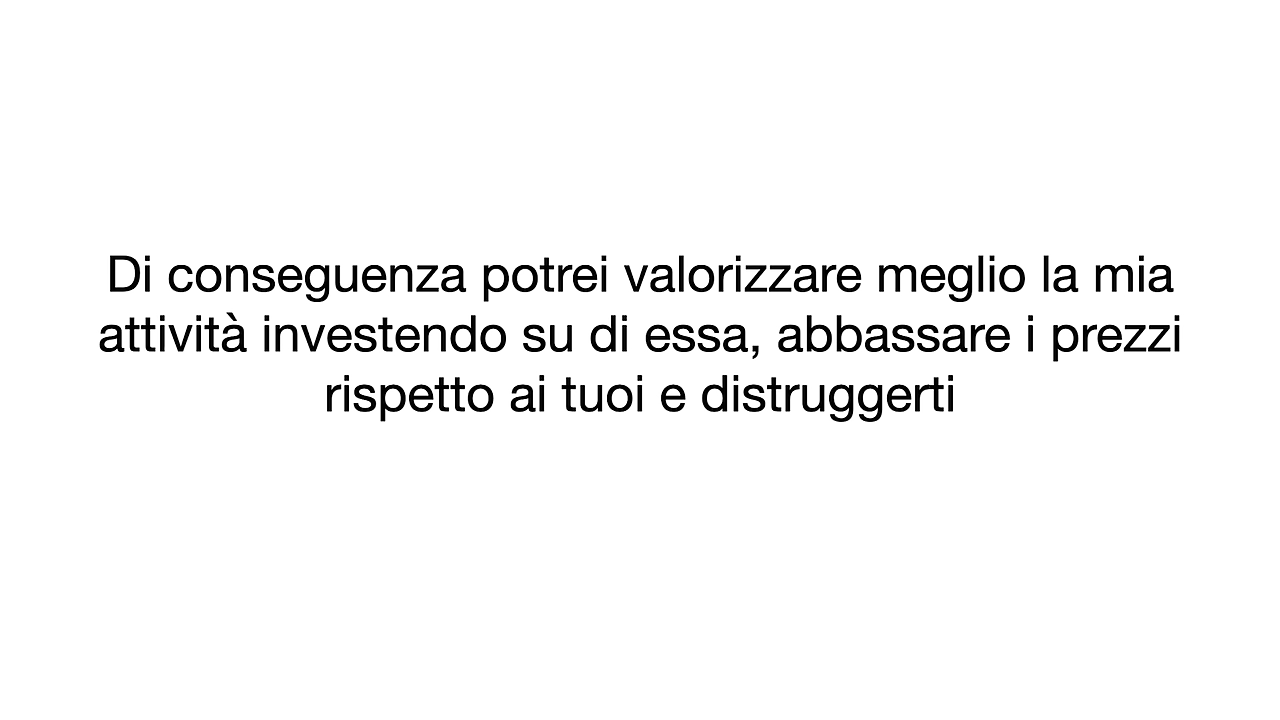 Di conseguenza potrei valorizzare meglio la mia
attività investendo su di essa, abbassare i prezzi
rispetto ai tuoi e distruggerti